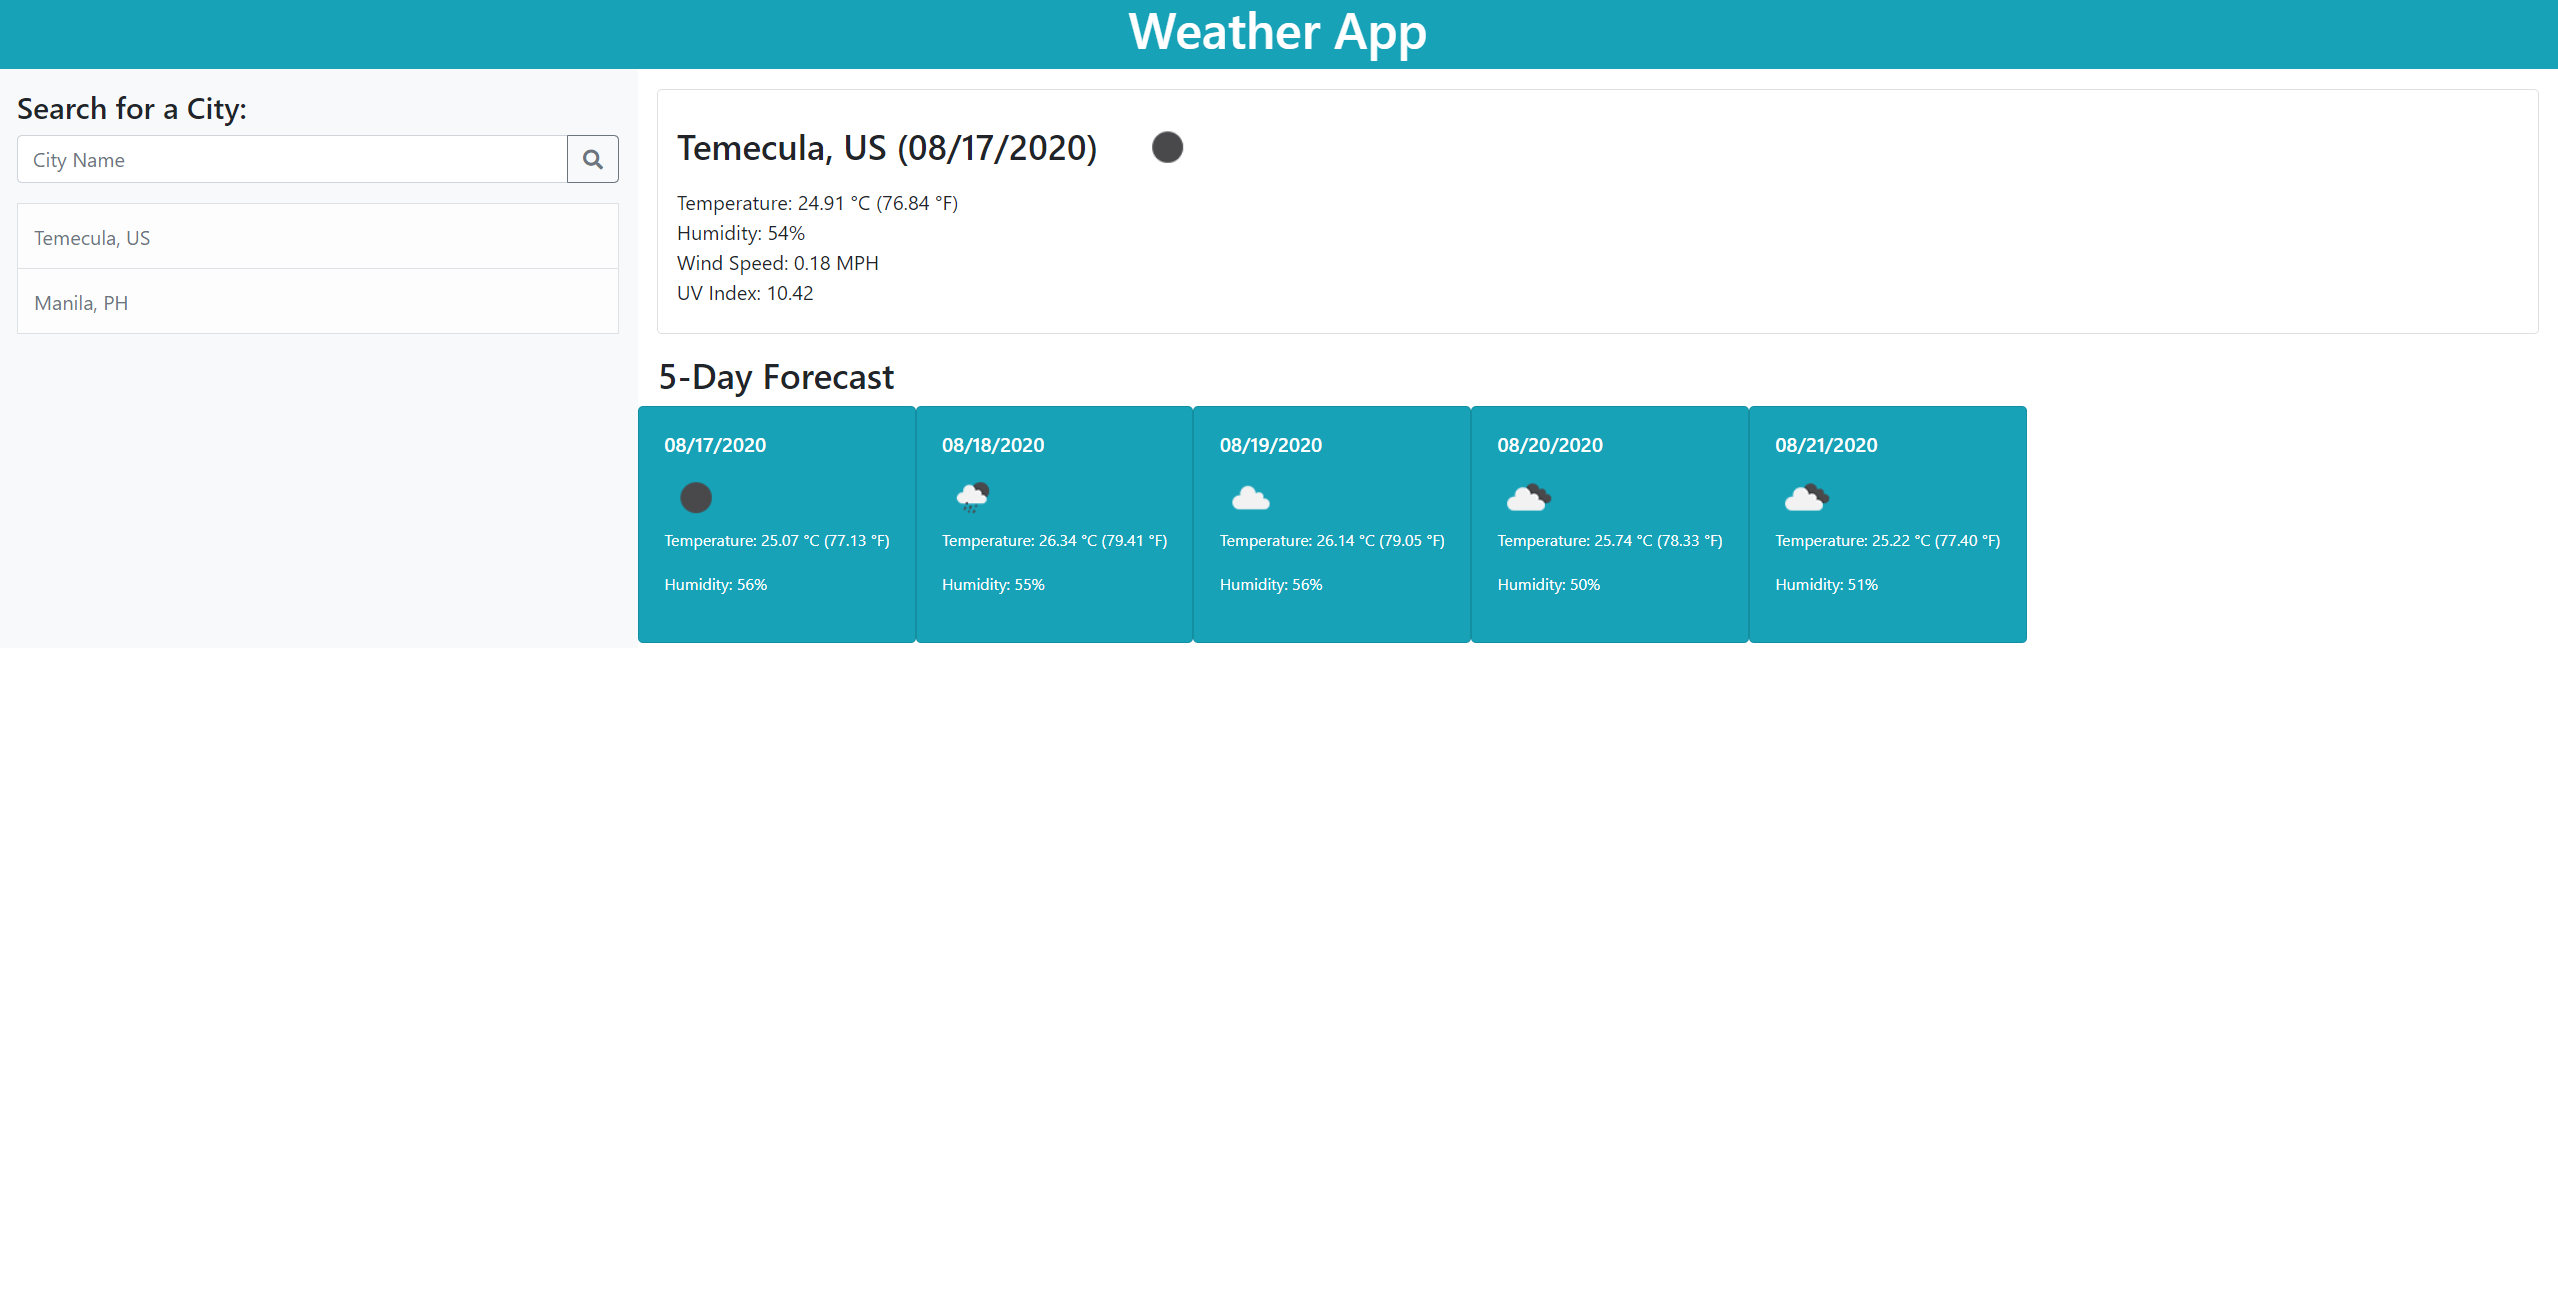 Weather App
Search for a City:
City Name
Temecula, US
Manila, PH
Temecula, US (08/17/2020)
Temperature: 24.91 °C (76.84 °F)
Humidity: 54%
Wind Speed: 0.18 MPH
UV Index: 10.42
5-Day Forecast
08/17/2020
Temperature: 25.07 °C (77.13 °F)
Humidity: 56%
08/18/2020
Temperature: 26.34 °C (79.41 °F)
Humidity: 55%
08/19/2020
Temperature: 26.14 °C (79.05 °F)
Humidity: 56%
08/20/2020
Temperature: 25.74 °C (78.33 °F)
Humidity: 50%
08/21/2020
Temperature: 25.22 °C (77.40 °F)
Humidity: 51%